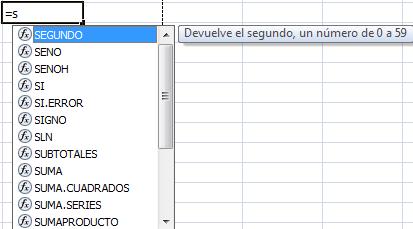 =s
SEGUNDO
Devuelve el segundo, un número de 0 a 59
SENO
SENOH
SI
SI.ERROR
SIGNO
SLN
SUBTOTALES
SUMA
SUMA.CUADRADOS
SUMA.SERIES
SUMAPRODUCTO